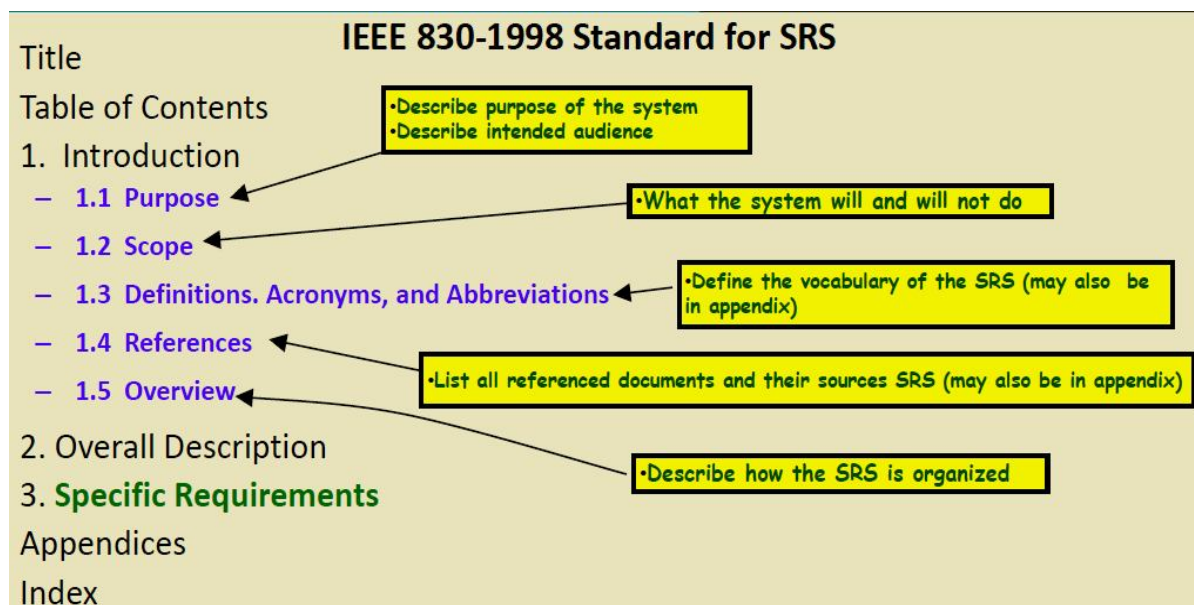 IEEE 830-1998 Standard for SRS
Title
Table of Contents
•Describe purpose of the system
•Describe intended audience
1. Introduction
– 1.1 Purpose
•What the system will and will not do
– 1.2 Scope
– 1.3 Definitions. Acronyms, and Abbreviations
•Define the vocabulary of the SRS (may also be
in appendix)
– 1.4 References
•List all referenced documents and their sources SRS (may also be in appendix)
– 1.5 Overview
2. Overall Description
•Describe how the SRS is organized
3. Specific Requirements
Appendices
Index